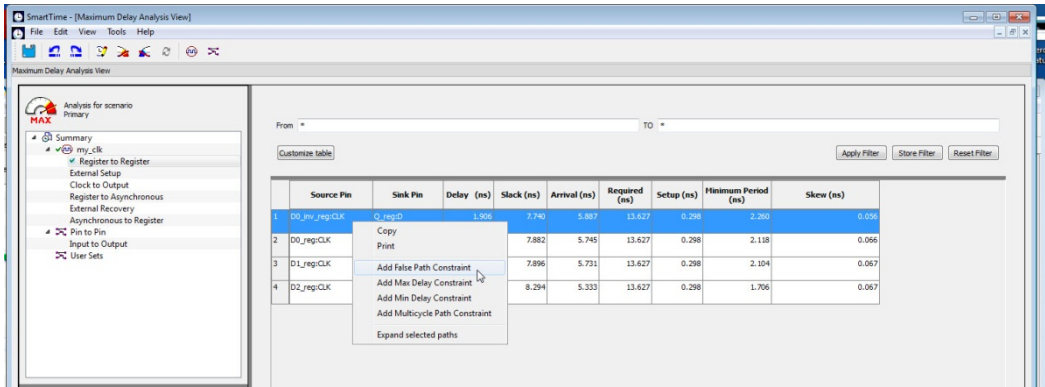 SmartTime - [Maximum Delay Analysis View]
File Edit View Tools Help
Maximum Delay Analysis View
Analysis for scenario
Primary
MAX
Summary
my_clk
Register to Register
External Setup
Clock to Output
Register to Asynchronous
External Recovery
Asynchronous to Register
Pin to Pin
Input to Output
User Sets
From * TO *
Customize table Apply Filter Store Filter Reset Filter
Source Pin Sink Pin Delay (ns) Slack (ns) Arrival (ns) Required (ns) Setup (ns) Minimum Period (ns) Skew (ns)
1 D0_inv_reg:CLK Q_reg:D 1.906 7.740 5.887 13.627 0.298 2.260 0.056
2 D0_reg:CLK 7.882 5.745 13.627 0.298 2.118 0.066
3 D1_reg:CLK 7.896 5.731 13.627 0.298 2.104 0.067
4 D2_reg:CLK 8.294 5.333 13.627 0.298 1.706 0.067
Copy
Print
Add False Path Constraint
Add Max Delay Constraint
Add Min Delay Constraint
Add Multicycle Path Constraint
Expand selected paths